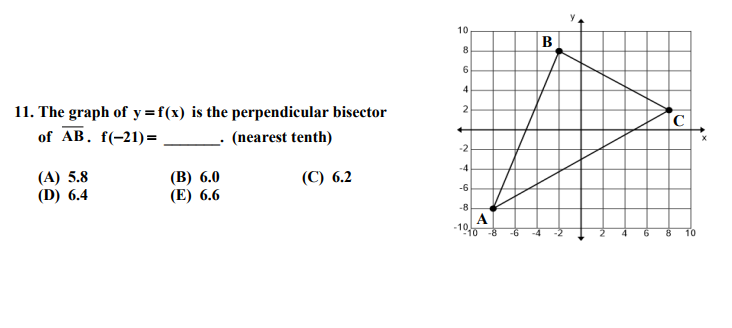 11. The graph of y = f(x) is the perpendicular bisector
of AB. f(−21) = ______. (nearest tenth)
(A) 5.8 (B) 6.0 (C) 6.2
(D) 6.4 (E) 6.6
y
10
B
8
6
4
2
C
x
-2
-4
-6
-8
A
-10
-10 -8 -6 -4 -2 2 4 6 8 10